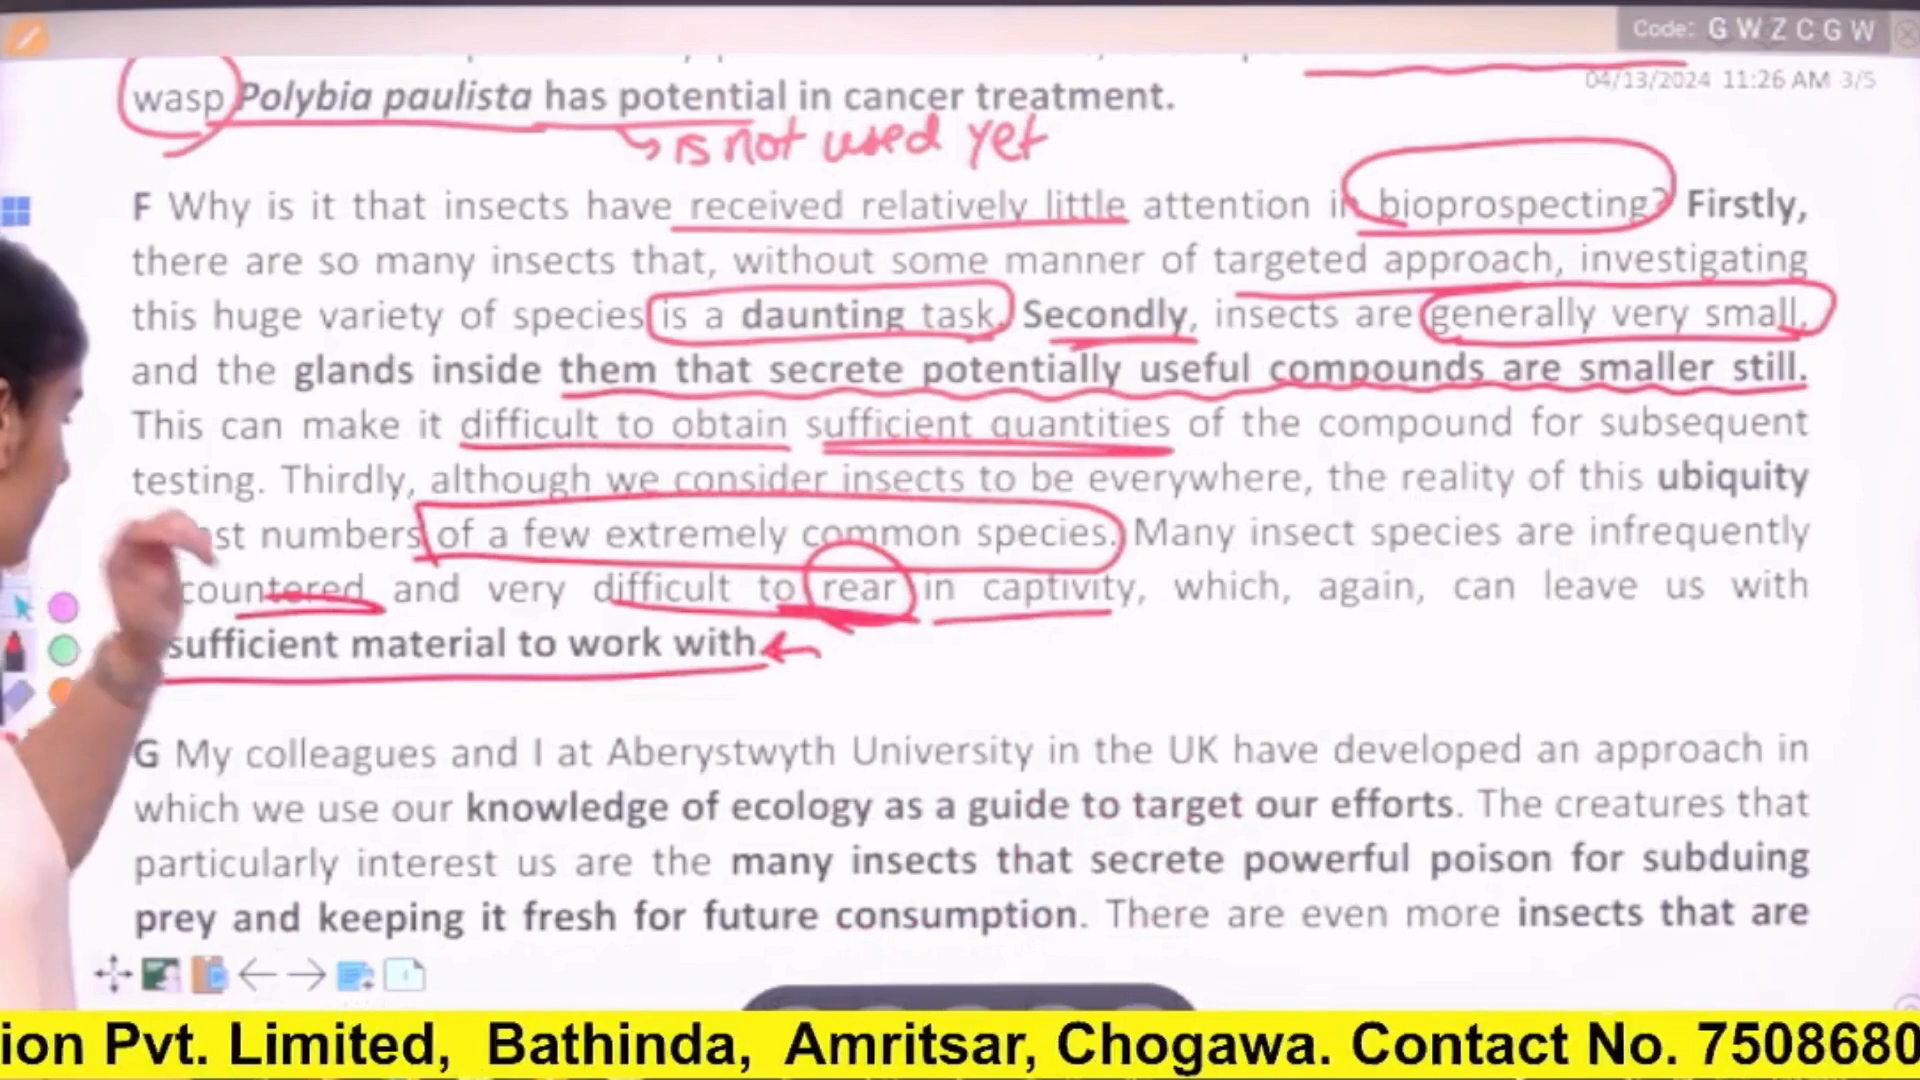 Code: G W Z C G W
04/13/2024 11:26 AM 3/5
wasp Polybia paulista has potential in cancer treatment.
is not used yet
F Why is it that insects have received relatively little attention in bioprospecting? Firstly,
there are so many insects that, without some manner of targeted approach, investigating
this huge variety of species is a daunting task. Secondly, insects are generally very small,
and the glands inside them that secrete potentially useful compounds are smaller still.
This can make it difficult to obtain sufficient quantities of the compound for subsequent
testing. Thirdly, although we consider insects to be everywhere, the reality of this ubiquity
numbers of a few extremely common species. Many insect species are infrequently
countered and very difficult to rear in captivity, which, again, can leave us with
sufficient material to work with.
G My colleagues and I at Aberystwyth University in the UK have developed an approach in
which we use our knowledge of ecology as a guide to target our efforts. The creatures that
particularly interest us are the many insects that secrete powerful poison for subduing
prey and keeping it fresh for future consumption. There are even more insects that are
ion Pvt. Limited, Bathinda, Amritsar, Chogawa. Contact No. 7508680